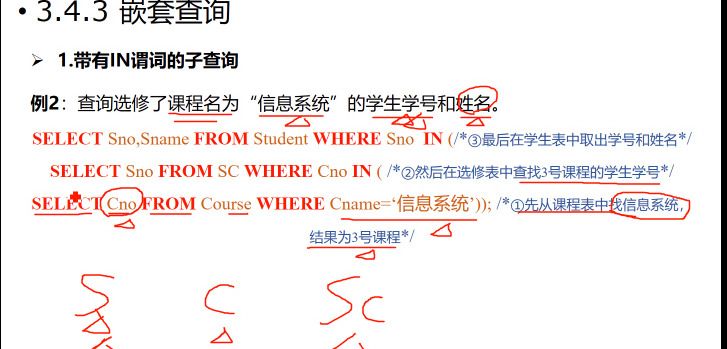 • 3.4.3 嵌套查询
➢ 1.带有IN谓词的子查询
例2：查询选修了课程名为“信息系统”的学生学号和姓名。
SELECT Sno,Sname FROM Student WHERE Sno IN (/*③最后在学生表中取出学号和姓名*/
SELECT Sno FROM SC WHERE Cno IN ( /*②然后在选修表中查找3号课程的学生学号*/
SELECT Cno FROM Course WHERE Cname=‘信息系统’)); /*①先从课程表中找信息系统,
结果为3号课程*/
S C SC